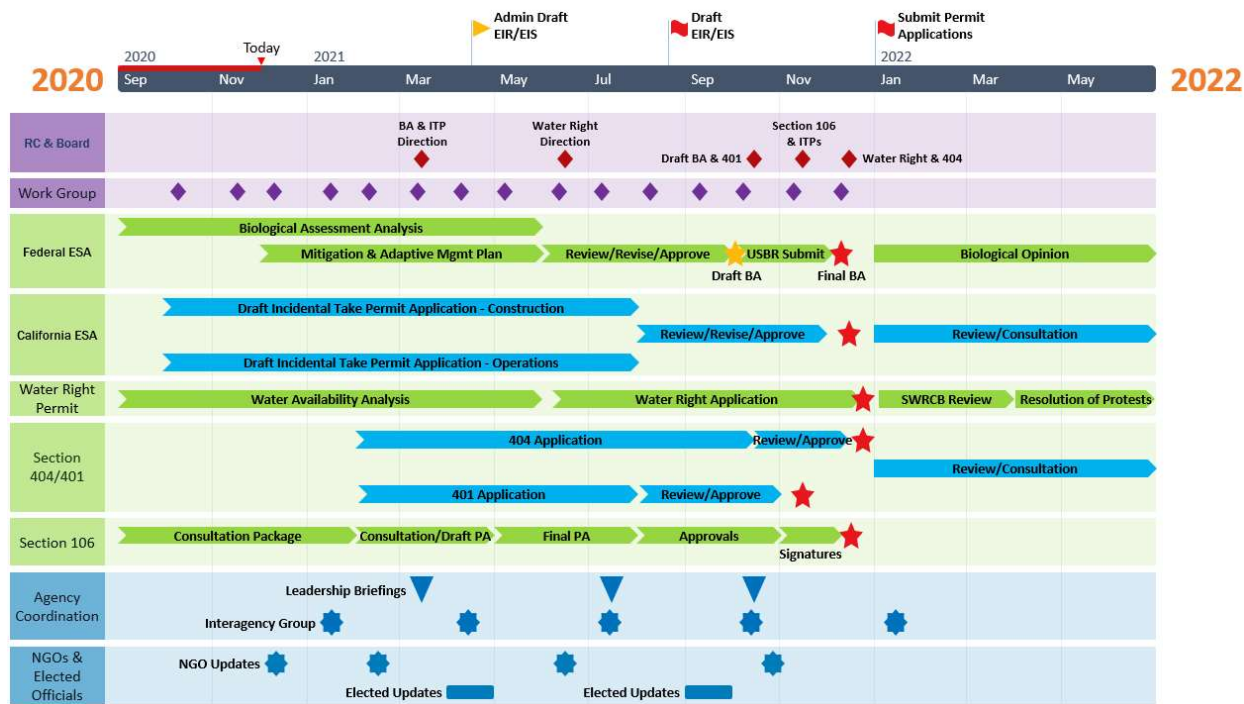 Admin Draft
EIR/EIS
Draft
EIR/EIS
Submit Permit
Applications
2020
Today
2021
2022
2020
Sep
Nov
Jan
Mar
May
Jul
Sep
Nov
Jan
Mar
May
2022
RC & Board
BA & ITP
Direction
Water Right
Direction
Draft BA & 401
Section 106
& ITPs
Water Right & 404
Work Group
Federal ESA
Biological Assessment Analysis
Mitigation & Adaptive Mgmt Plan
Review/Revise/Approve
USBR Submit
Biological Opinion
Draft BA
Final BA
California ESA
Draft Incidental Take Permit Application - Construction
Review/Revise/Approve
Review/Consultation
Draft Incidental Take Permit Application - Operations
Water Right
Permit
Water Availability Analysis
Water Right Application
SWRCB Review
Resolution of Protests
Section
404/401
404 Application
Review/Approve
Review/Consultation
401 Application
Review/Approve
Section 106
Consultation Package
Consultation/Draft PA
Final PA
Approvals
Signatures
Agency
Coordination
Leadership Briefings
Interagency Group
NGOs &
Elected
Officials
NGO Updates
Elected Updates
Elected Updates